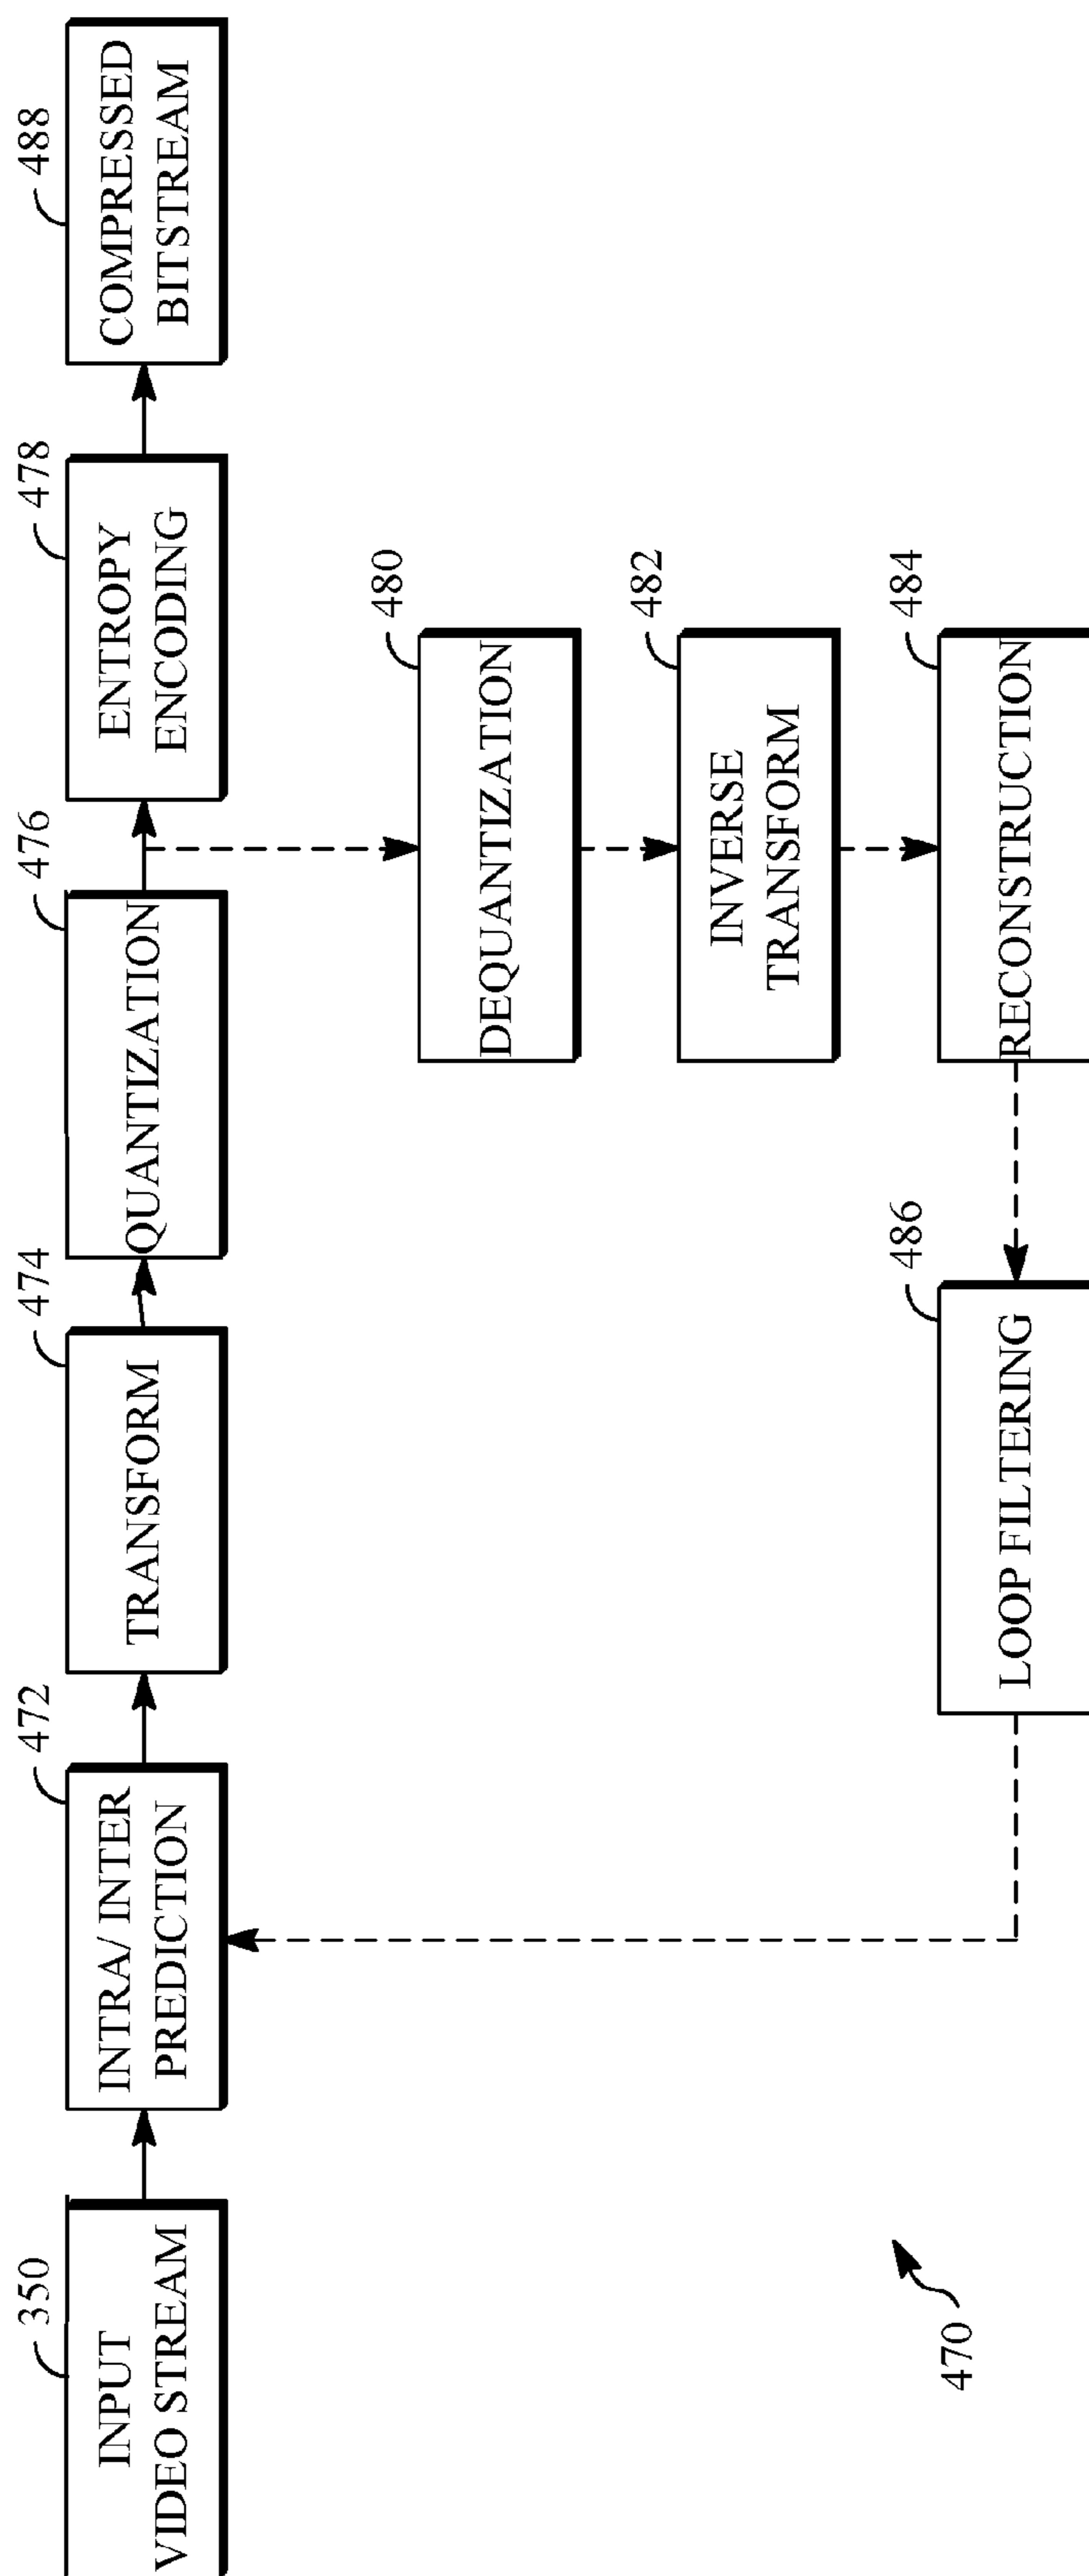 350
INPUT
VIDEO STREAM
472
INTRA/ INTER
PREDICTION
474
TRANSFORM
476
QUANTIZATION
478
ENTROPY
ENCODING
488
COMPRESSED
BITSTREAM
480
DEQUANTIZATION
482
INVERSE
TRANSFORM
484
RECONSTRUCTION
486
LOOP FILTERING
470